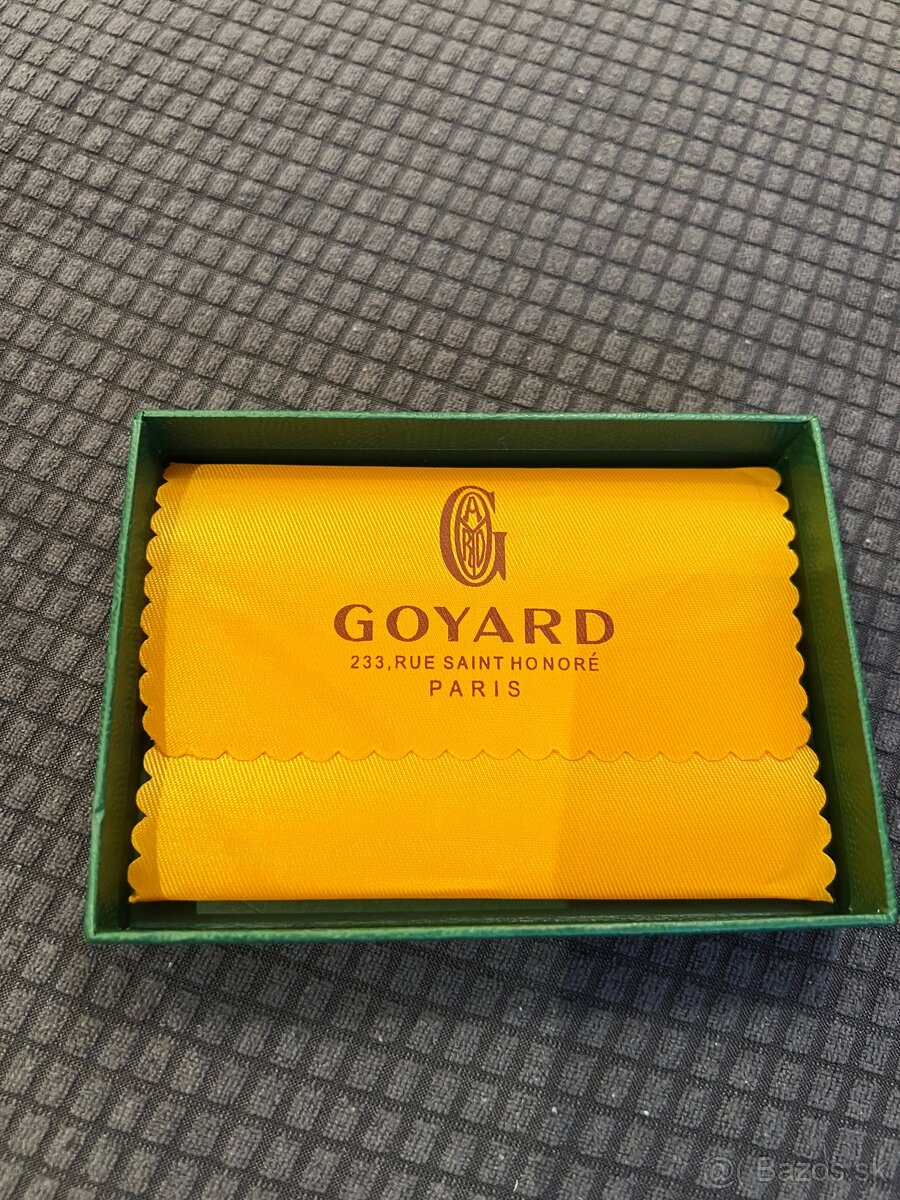 GOYARD
233,RUE SAINT HONORÉ
PARIS
@( Bazos.sk